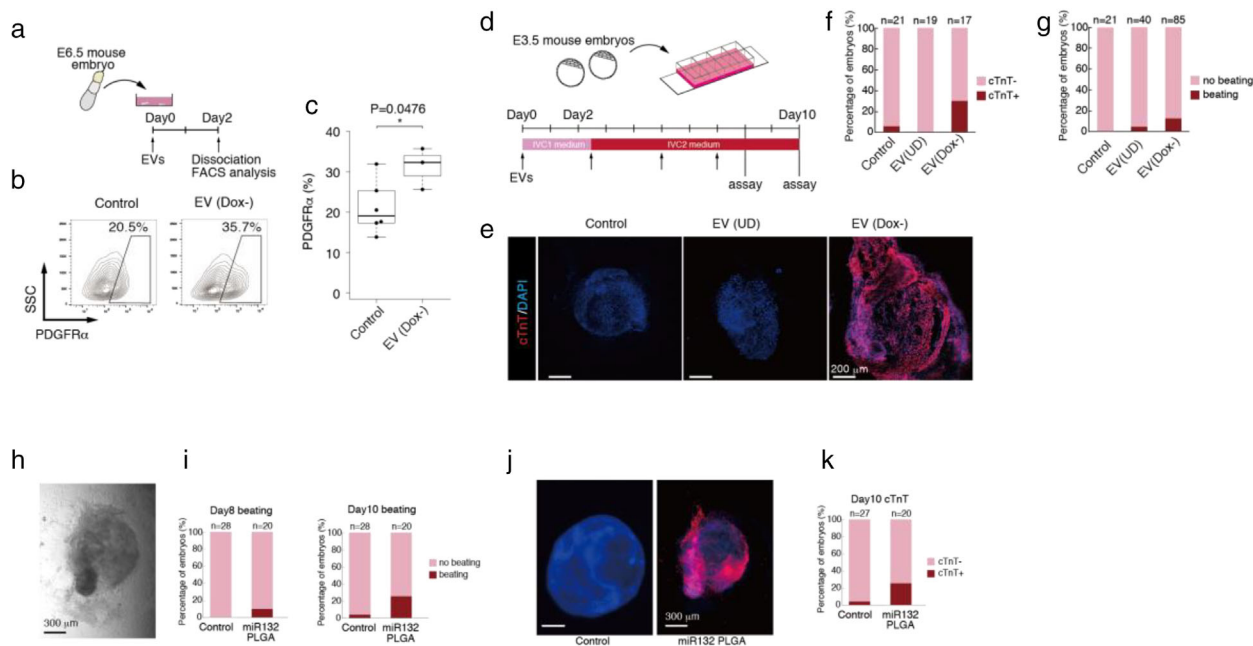 a
E6.5 mouse
embryo
Day0
Day2
EVs
Dissociation
FACS analysis
b
Control
EV (Dox-)
20.5%
35.7%
SSC
PDGFRα
c
P=0.0476
*
PDGFRα (%)
40
30
20
10
0
Control
EV (Dox-)
d
E3.5 mouse embryos
Day0
Day2
Day10
IVC1 medium
IVC2 medium
EVs
assay
assay
e
Control
EV (UD)
EV (Dox-)
cTnT/DAPI
200 μm
f
n=21 n=19 n=17
Percentage of embryos (%)
100
80
60
40
20
0
cTnT-
cTnT+
Control
EV(UD)
EV(Dox-)
g
n=21 n=40 n=85
Percentage of embryos (%)
100
80
60
40
20
0
no beating
beating
Control
EV(UD)
EV(Dox-)
h
300 μm
i
Day8 beating
n=28 n=20
Percentage of embryos (%)
100
80
60
40
20
0
Control
miR132
PLGA
Day10 beating
n=28 n=20
Percentage of embryos (%)
100
80
60
40
20
0
no beating
beating
Control
miR132
PLGA
j
300 μm
Control
miR132 PLGA
k
Day10 cTnT
n=27 n=20
Percentage of embryos (%)
100
80
60
40
20
0
cTnT-
cTnT+
Control
miR132
PLGA